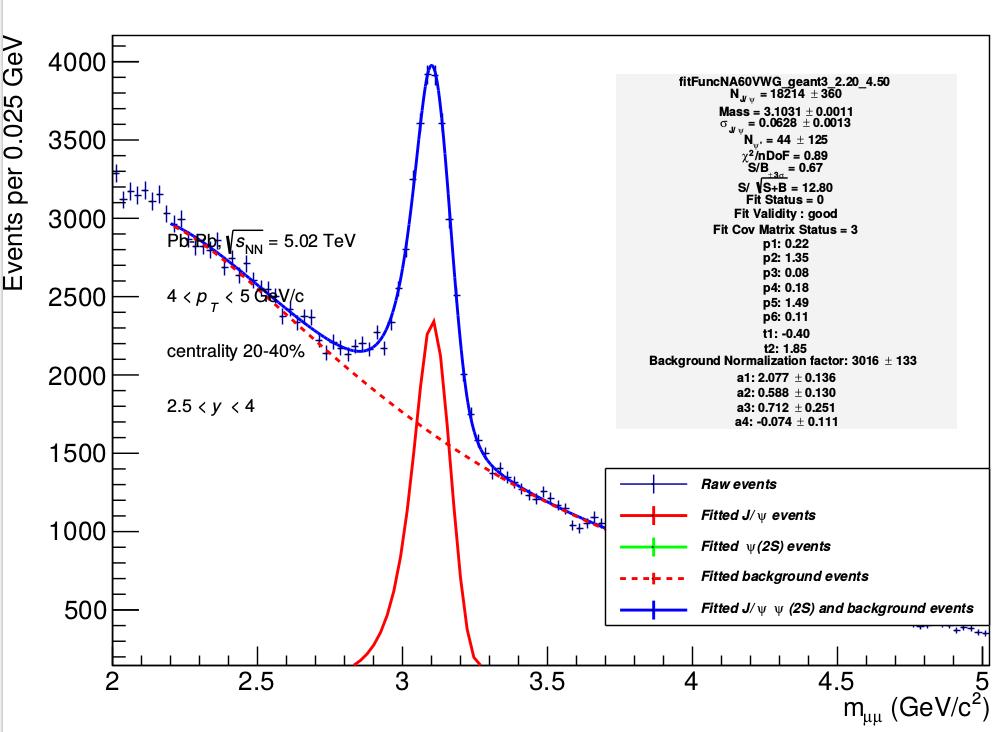 Events per 0.025 GeV
4000
3500
3000
2500
2000
1500
1000
500
2
2.5
3
3.5
4
4.5
5
m_μμ (GeV/c²)
Pb-Pb, √s_NN = 5.02 TeV
4 < p_T < 5 GeV/c
centrality 20-40%
2.5 < y < 4
fitFuncNA60VWG_geant3_2.20_4.50
N_J/ψ = 18214 ± 360
Mass = 3.1031 ± 0.0011
σ_J/ψ = 0.0628 ± 0.0013
N_ψ' = 44 ± 125
χ²/nDoF = 0.89
S/B_±3σ = 0.67
S/ √S+B = 12.80
Fit Status = 0
Fit Validity : good
Fit Cov Matrix Status = 3
p1: 0.22
p2: 1.35
p3: 0.08
p4: 0.18
p5: 1.49
p6: 0.11
t1: -0.40
t2: 1.85
Background Normalization factor: 3016 ± 133
a1: 2.077 ± 0.136
a2: 0.588 ± 0.130
a3: 0.712 ± 0.251
a4: -0.074 ± 0.111
Raw events
Fitted J/ψ events
Fitted ψ(2S) events
Fitted background events
Fitted J/ψ ψ (2S) and background events